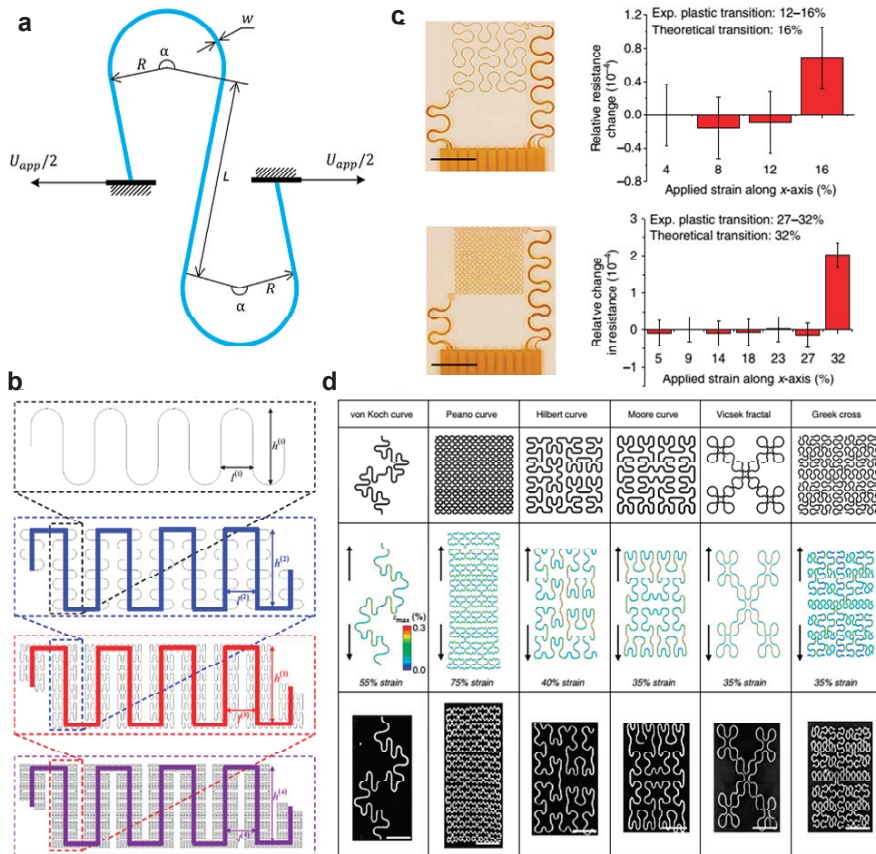 a
w
α
R
L
U_app/2
U_app/2
R
R
α
b
h^(1)
l^(1)
h^(2)
l^(2)
h^(3)
l^(3)
h^(4)
l^(4)
c
Exp. plastic transition: 12–16%
Theoretical transition: 16%
Relative resistance
change (10⁻⁴)
1.2
0.8
0.4
0.0
−0.4
−0.8
4
8
12
16
Applied strain along x-axis (%)
Exp. plastic transition: 27–32%
Theoretical transition: 32%
Relative change
in resistance (10⁻⁴)
3
2
1
0
−1
5
9
14
18
23
27
32
Applied strain along x-axis (%)
d
von Koch curve
Peano curve
Hilbert curve
Moore curve
Vicsek fractal
Greek cross
ε_max (%)
0.3
0.0
55% strain
75% strain
40% strain
35% strain
35% strain
35% strain